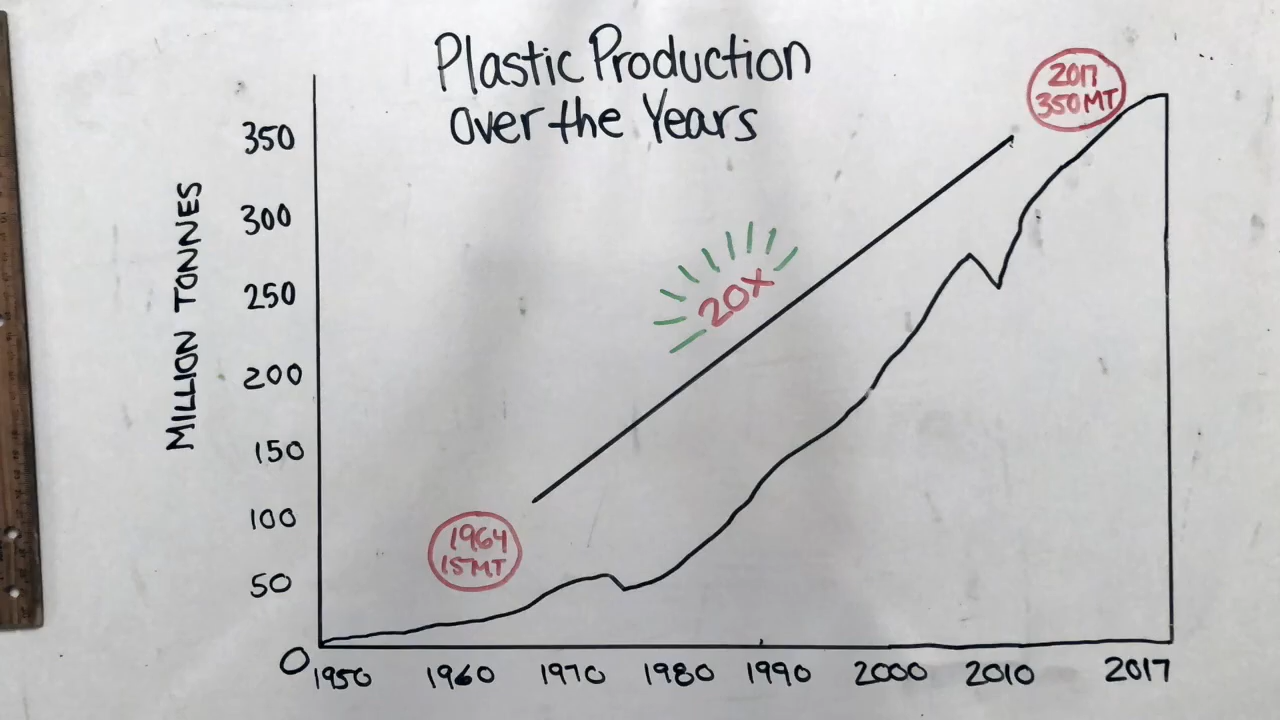 Plastic Production
over the Years
2017
350MT
350
300
250
200
150
100
50
0
MILLION TONNES
20X
1964
15MT
1950 1960 1970 1980 1990 2000 2010 2017